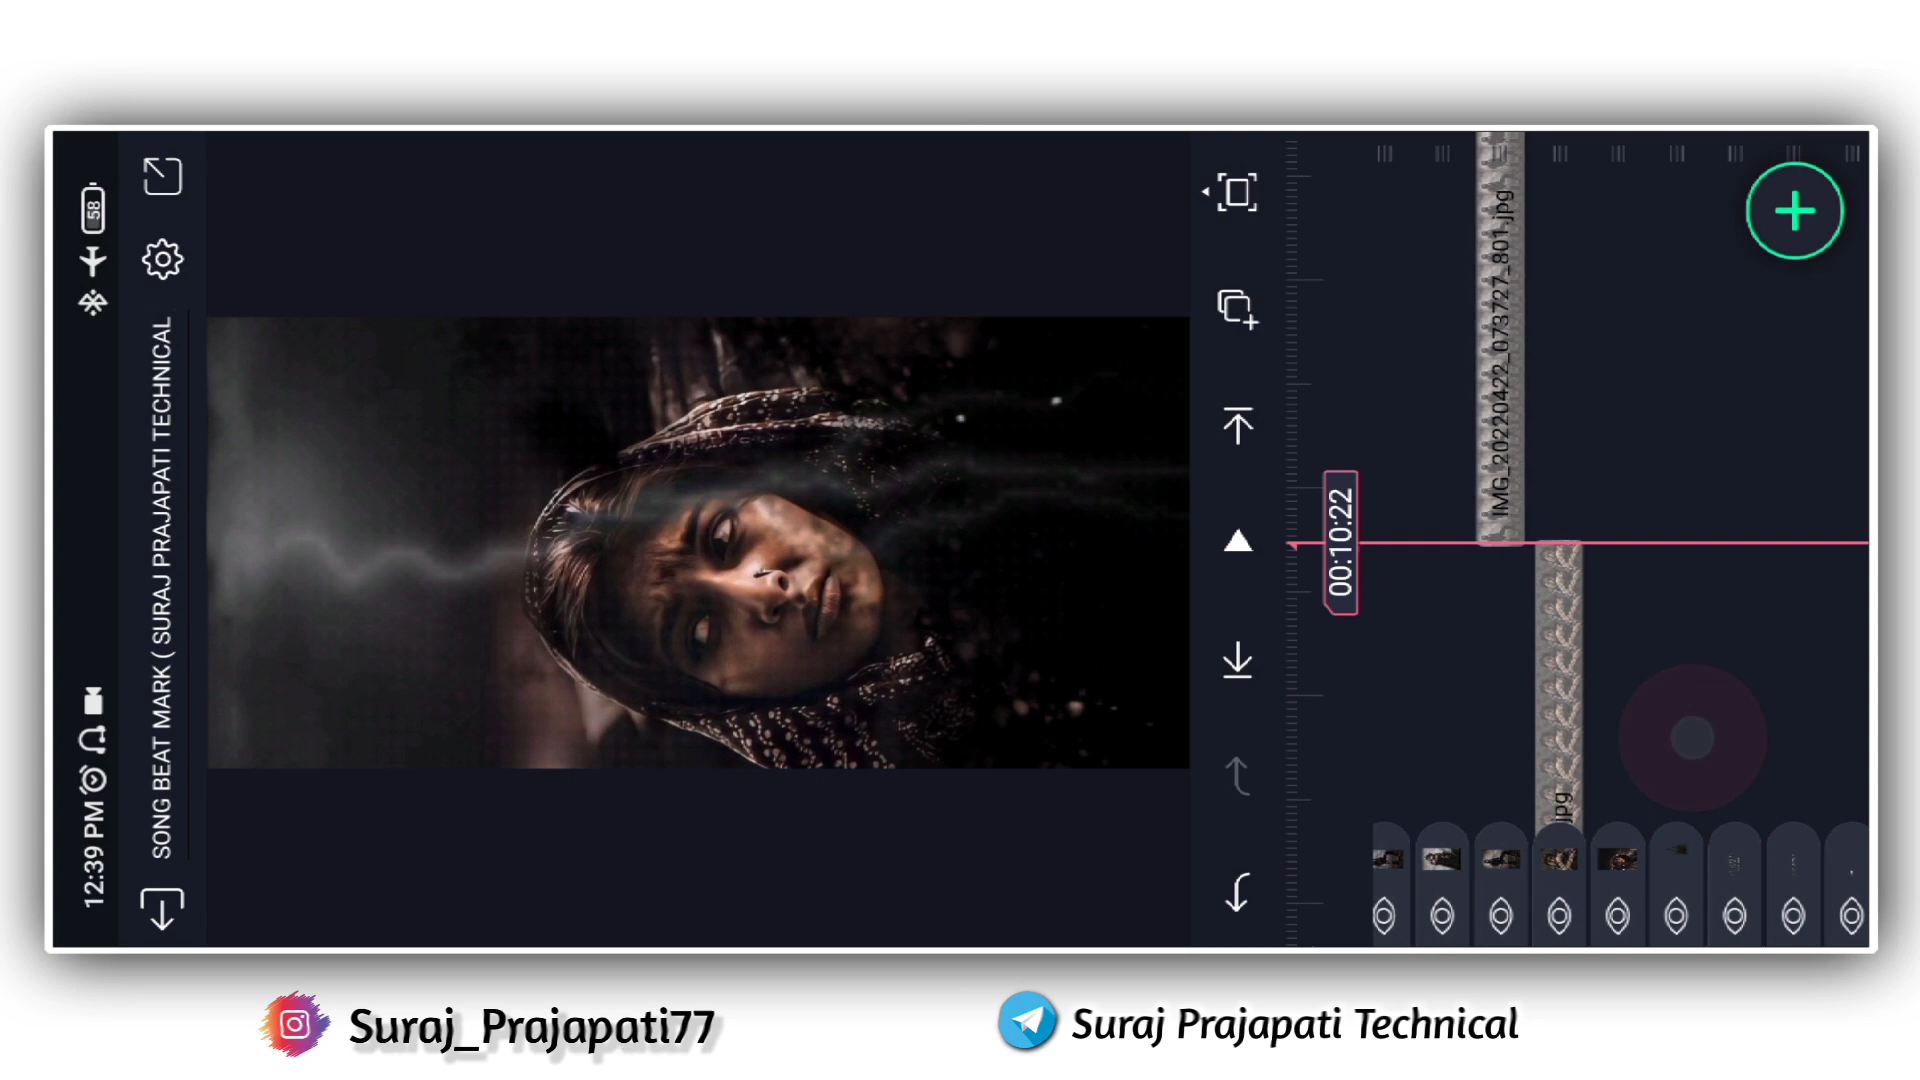 12:39 PM
58
SONG BEAT MARK ( SURAJ PRAJAPATI TECHNICAL
00:10:22
IMG_20220422_073727_801.jpg
jpg
Suraj_Prajapati77
Suraj Prajapati Technical